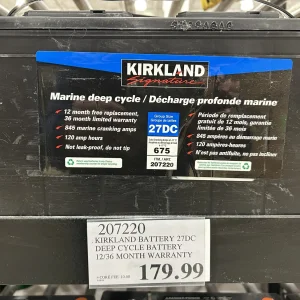 KIRKLAND
Signature
Marine deep cycle / Décharge profonde marine
12 month free replacement,
36 month limited warranty
845 marine cranking amps
120 amp hours
Not leak-proof, do not tip
Group Size
27DC
675
ITM. / ART.
207220
Période de remplacement
gratuit de 12 mois, garantie
limitée de 36 mois
845 ampères au démarrage marine
120 ampères-heures
N'est pas antifuite, ne pas incliner
207220
KIRKLAND BATTERY 27DC
DEEP CYCLE BATTERY
12/36 MONTH WARRANTY
179.99